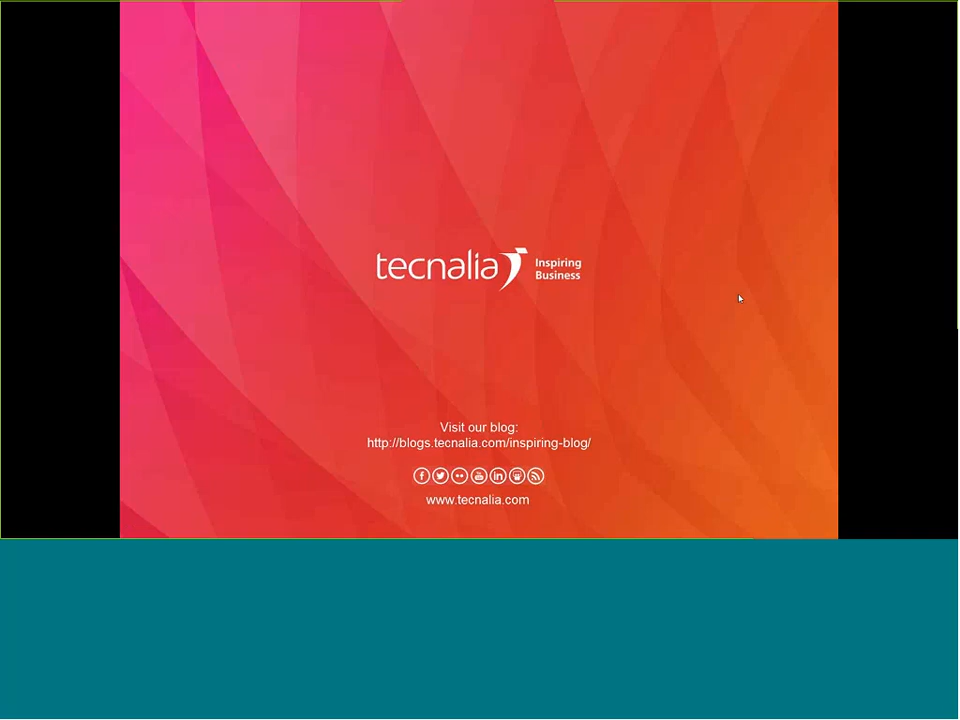 tecnalia
Inspiring
Business
Visit our blog:
http://blogs.tecnalia.com/inspiring-blog/
www.tecnalia.com